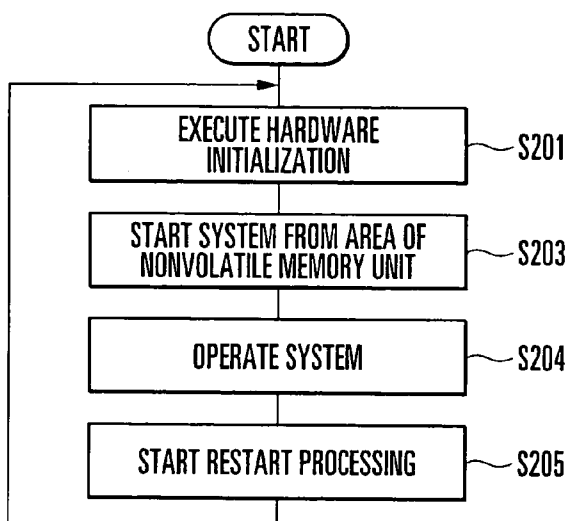 START
EXECUTE HARDWARE
INITIALIZATION
S201
START SYSTEM FROM AREA OF
NONVOLATILE MEMORY UNIT
S203
OPERATE SYSTEM
S204
START RESTART PROCESSING
S205